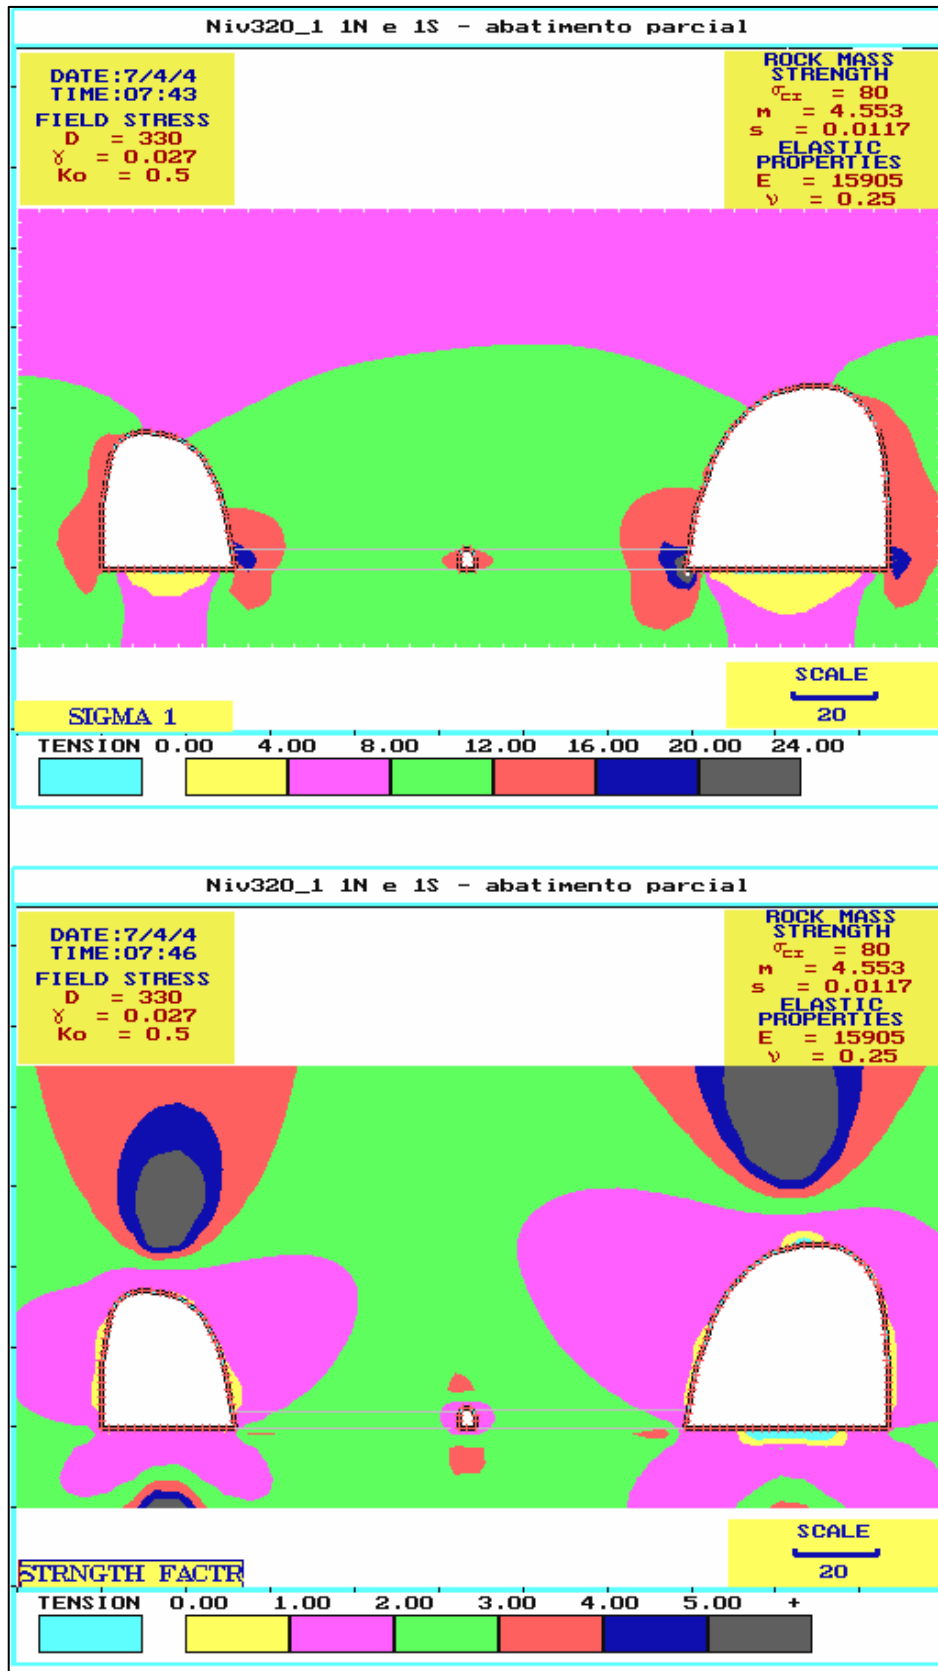 Niv320_1 1N e 1S - abatimento parcial
DATE:7/4/4
TIME:07:43
FIELD STRESS
D = 330
γ = 0.027
Ko = 0.5
ROCK MASS
STRENGTH
σCI = 80
m = 4.553
s = 0.0117
ELASTIC
PROPERTIES
E = 15905
ν = 0.25
SCALE
20
SIGMA 1
TENSION 0.00 4.00 8.00 12.00 16.00 20.00 24.00
Niv320_1 1N e 1S - abatimento parcial
DATE:7/4/4
TIME:07:46
FIELD STRESS
D = 330
γ = 0.027
Ko = 0.5
ROCK MASS
STRENGTH
σCI = 80
m = 4.553
s = 0.0117
ELASTIC
PROPERTIES
E = 15905
ν = 0.25
SCALE
20
STRNGTH FACTR
TENSION 0.00 1.00 2.00 3.00 4.00 5.00 +